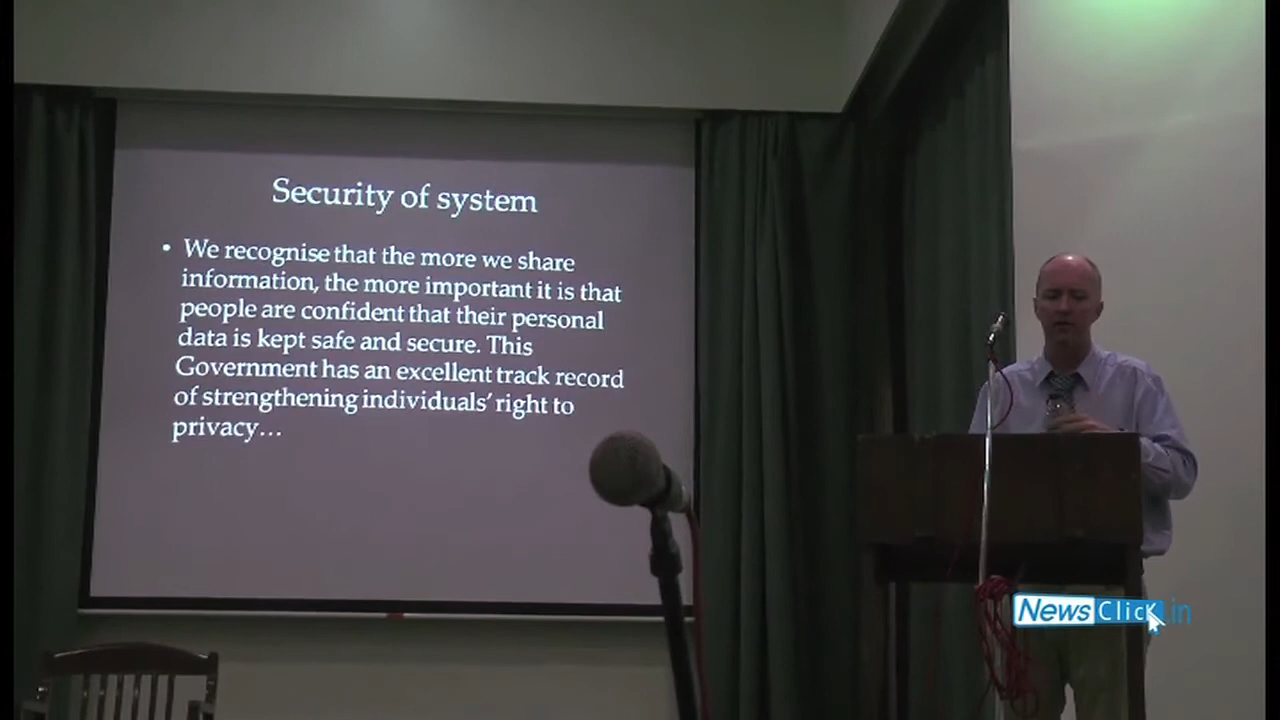 Security of system
• We recognise that the more we share
information, the more important it is that
people are confident that their personal
data is kept safe and secure. This
Government has an excellent track record
of strengthening individuals' right to
privacy...
NewsClick.in